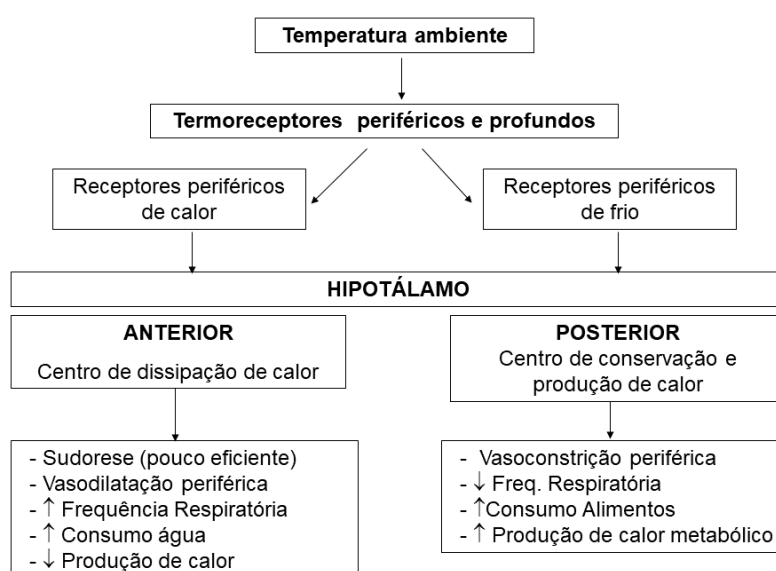 Temperatura ambiente
Termoreceptores periféricos e profundos
Receptores periféricos
de calor
Receptores periféricos
de frio
HIPOTÁLAMO
ANTERIOR
Centro de dissipação de calor
POSTERIOR
Centro de conservação e
produção de calor
- Sudorese (pouco eficiente)
- Vasodilatação periférica
- ↑ Frequência Respiratória
- ↑ Consumo água
- ↓ Produção de calor
- Vasoconstrição periférica
- ↓ Freq. Respiratória
- ↑Consumo Alimentos
- ↑ Produção de calor metabólico